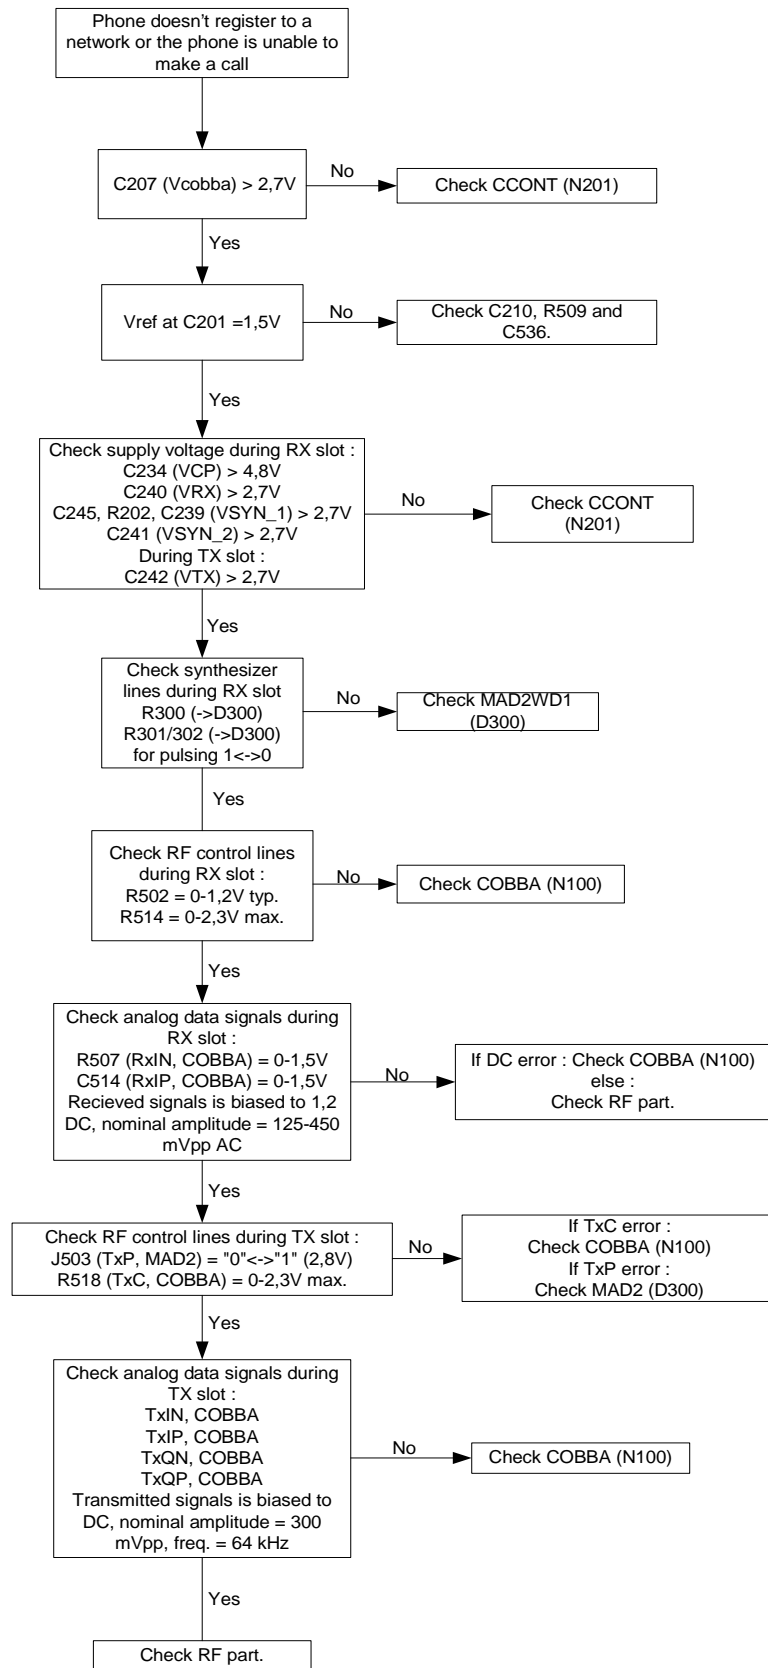 Phone doesn't register to a
network or the phone is unable to
make a call
C207 (Vcobba) > 2,7V
No
Check CCONT (N201)
Yes
Vref at C201 =1,5V
No
Check C210, R509 and
C536.
Yes
Check supply voltage during RX slot :
C234 (VCP) > 4,8V
C240 (VRX) > 2,7V
C245, R202, C239 (VSYN_1) > 2,7V
C241 (VSYN_2) > 2,7V
During TX slot :
C242 (VTX) > 2,7V
No
Check CCONT
(N201)
Yes
Check synthesizer
lines during RX slot
R300 (->D300)
R301/302 (->D300)
for pulsing 1<->0
No
Check MAD2WD1
(D300)
Yes
Check RF control lines
during RX slot :
R502 = 0-1,2V typ.
R514 = 0-2,3V max.
No
Check COBBA (N100)
Yes
Check analog data signals during
RX slot :
R507 (RxIN, COBBA) = 0-1,5V
C514 (RxIP, COBBA) = 0-1,5V
Recieved signals is biased to 1,2
DC, nominal amplitude = 125-450
mVpp AC
No
If DC error : Check COBBA (N100)
else :
Check RF part.
Yes
Check RF control lines during TX slot :
J503 (TxP, MAD2) = "0"<->"1" (2,8V)
R518 (TxC, COBBA) = 0-2,3V max.
No
If TxC error :
Check COBBA (N100)
If TxP error :
Check MAD2 (D300)
Yes
Check analog data signals during
TX slot :
TxIN, COBBA
TxIP, COBBA
TxQN, COBBA
TxQP, COBBA
Transmitted signals is biased to
DC, nominal amplitude = 300
mVpp, freq. = 64 kHz
No
Check COBBA (N100)
Yes
Check RF part.